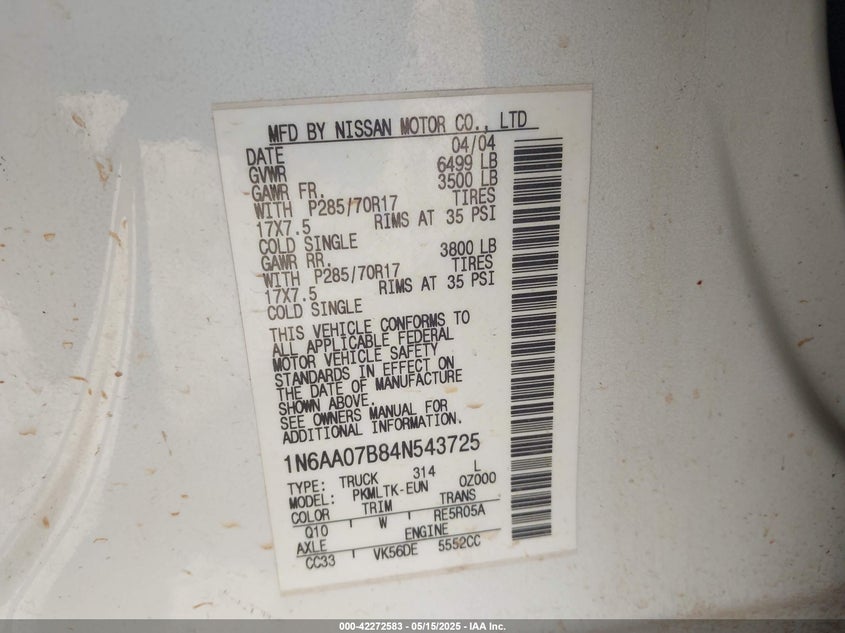 MFD BY NISSAN MOTOR CO., LTD
DATE 04/04
GVWR 6499 LB
GAWR FR. 3500 LB
WITH P285/70R17 TIRES
17X7.5 RIMS AT 35 PSI
COLD SINGLE
GAWR RR. 3800 LB
WITH P285/70R17 TIRES
17X7.5 RIMS AT 35 PSI
COLD SINGLE
THIS VEHICLE CONFORMS TO
ALL APPLICABLE FEDERAL
MOTOR VEHICLE SAFETY
STANDARDS IN EFFECT ON
THE DATE OF MANUFACTURE
SHOWN ABOVE.
SEE OWNERS MANUAL FOR
ADDITIONAL INFORMATION.
1N6AA07B84N543725
TYPE: TRUCK 314 L
MODEL: PKMLTK-EUN OZ000
COLOR TRIM TRANS
Q10 W RE5R05A
AXLE ENGINE
CC33 VK56DE 5552CC
000-42272583 - 05/15/2025 - IAA Inc.